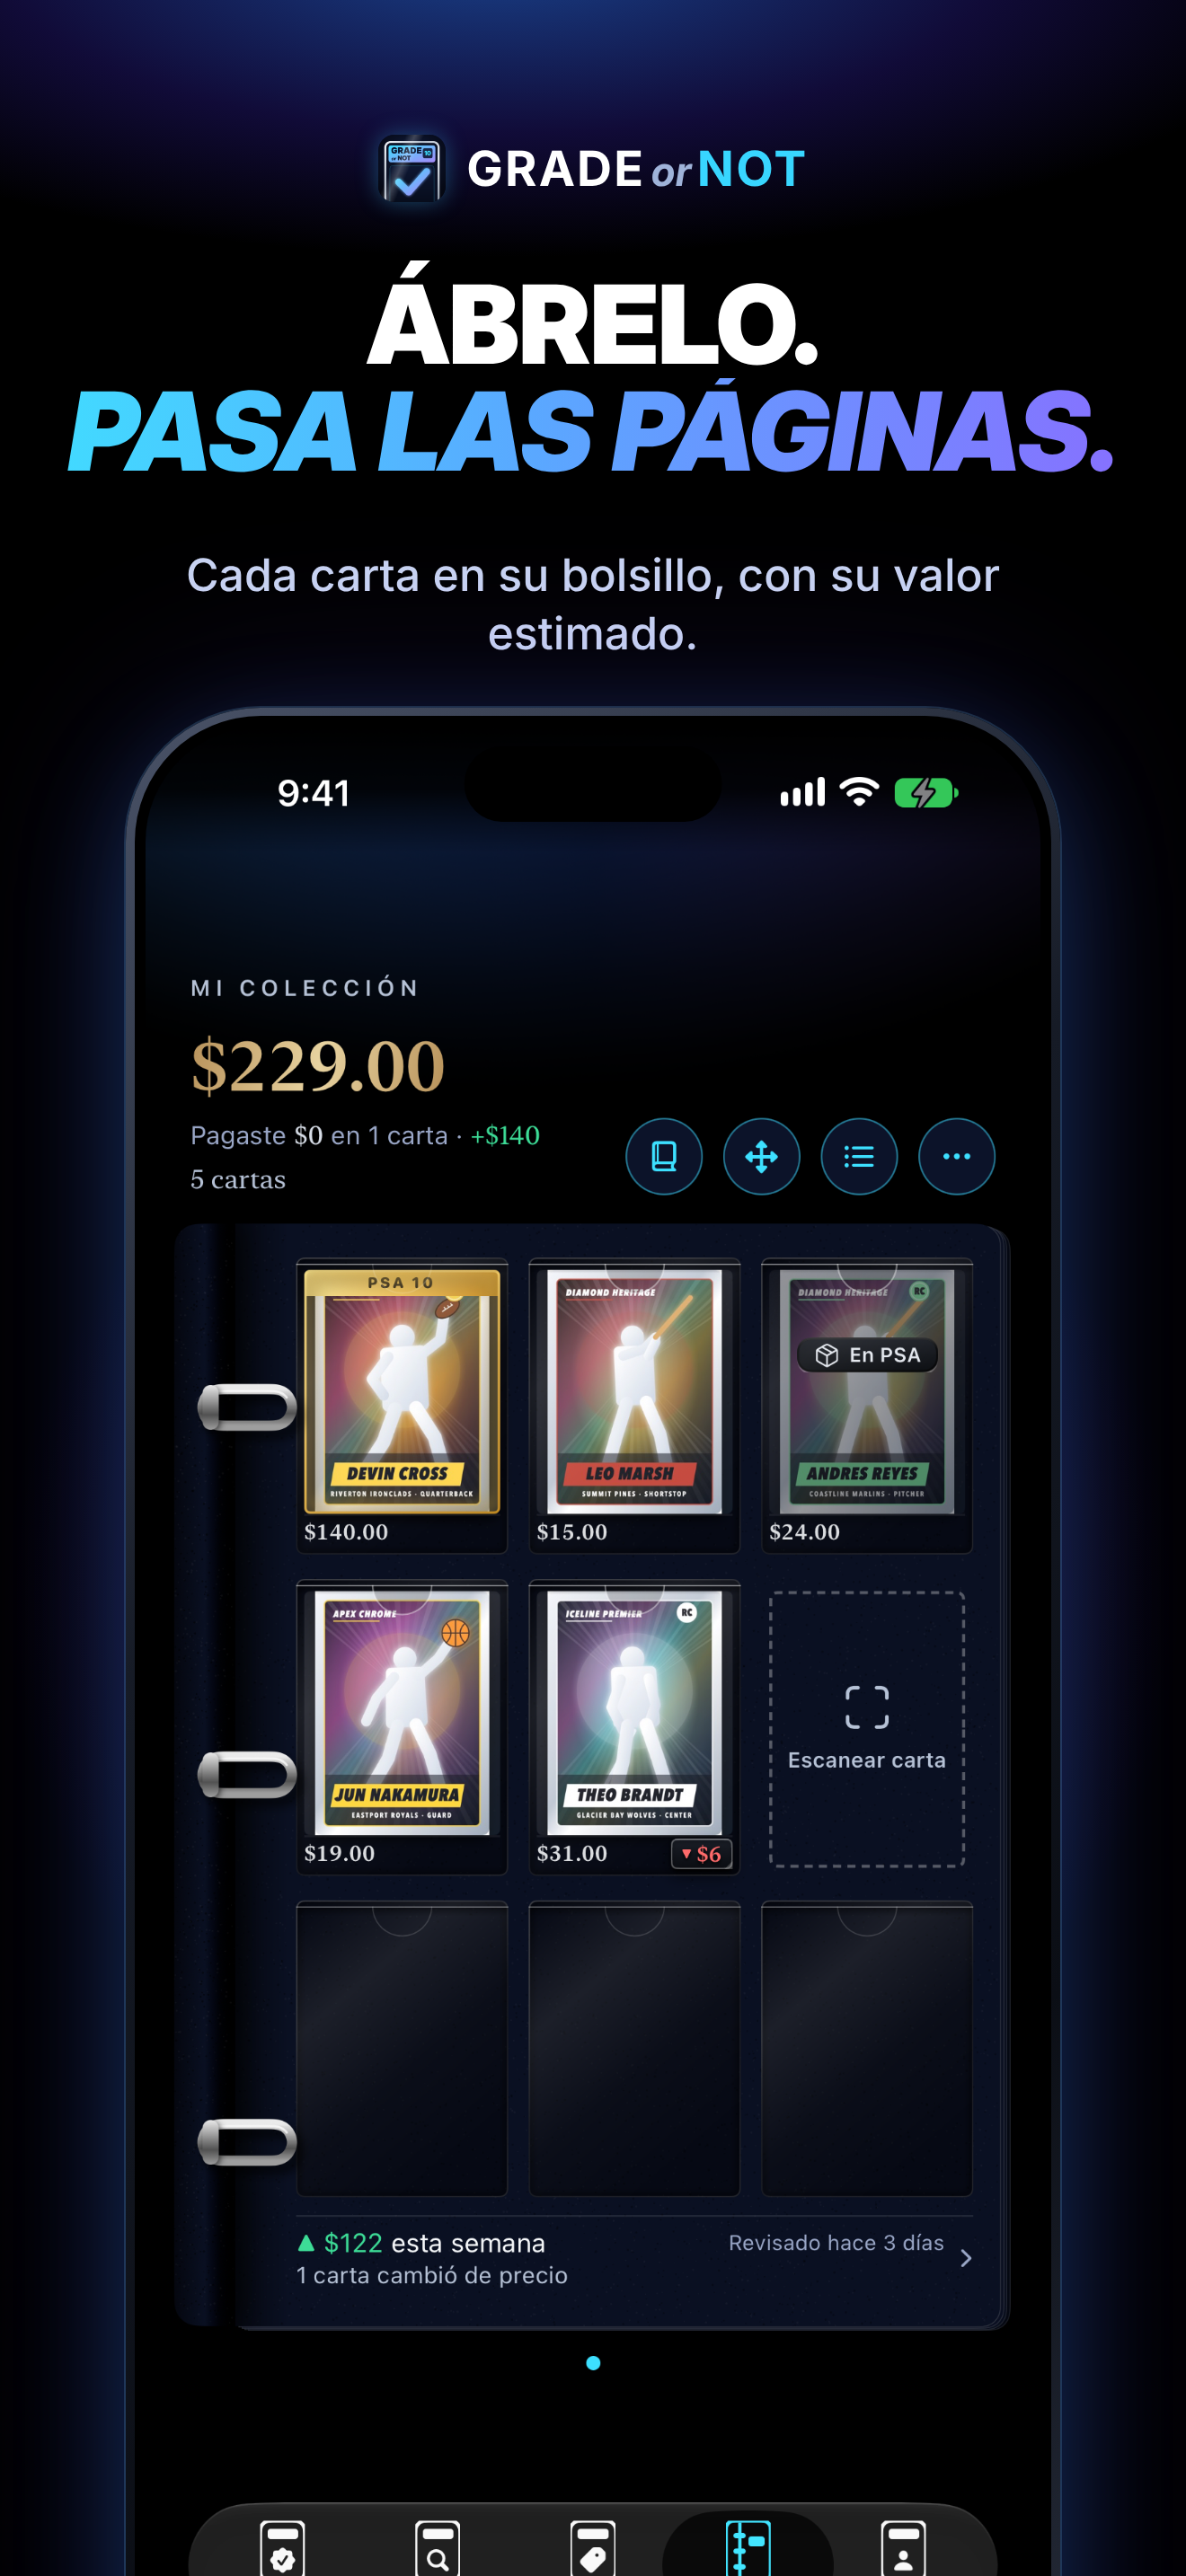 GRADE or NOT 10
GRADE or NOT
ÁBRELO.
PASA LAS PÁGINAS.
Cada carta en su bolsillo, con su valor
estimado.
9:41
MI COLECCIÓN
$229.00
Pagaste $0 en 1 carta · +$140
5 cartas
PSA 10
DEVIN CROSS
RIVERTON IRONCLADS · QUARTERBACK
$140.00
DIAMOND HERITAGE
LEO MARSH
SUMMIT PINES · SHORTSTOP
$15.00
DIAMOND HERITAGE RC
En PSA
ANDRES REYES
COASTLINE MARLINS · PITCHER
$24.00
APEX CHROME
JUN NAKAMURA
EASTPORT ROYALS · GUARD
$19.00
ICELINE PREMIER RC
THEO BRANDT
GLACIER BAY WOLVES · CENTER
$31.00 ▼ $6
Escanear carta
▲ $122 esta semana
1 carta cambió de precio
Revisado hace 3 días